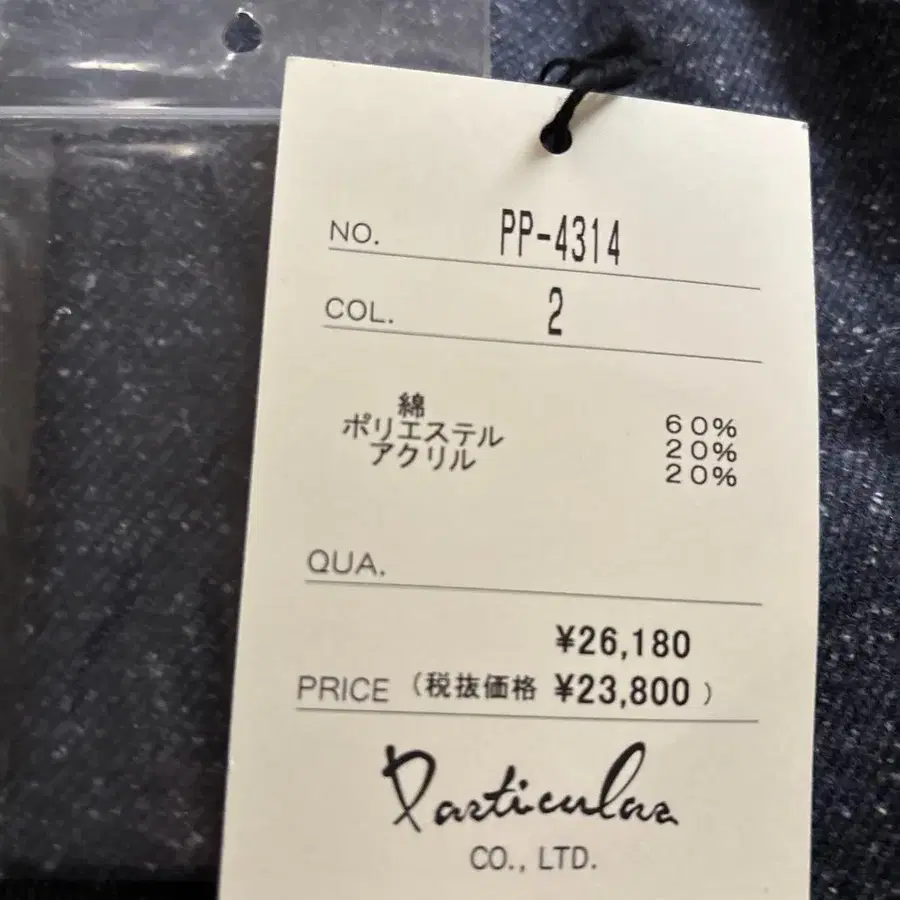 NO. PP-4314
COL. 2
綿 60%
ポリエステル 20%
アクリル 20%
QUA.
¥26,180
PRICE (税抜価格 ¥23,800)
Particular
CO., LTD.